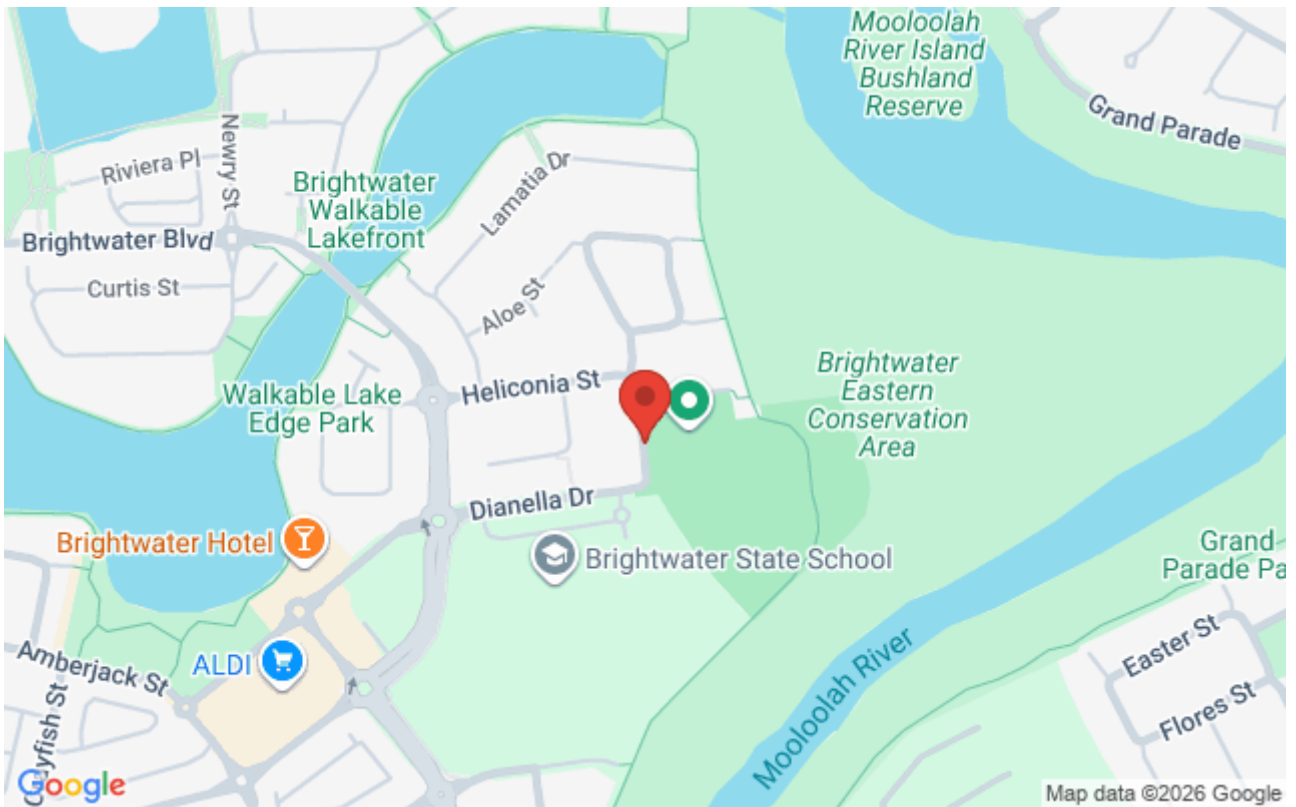 Mooloolah
River Island
Bushland
Reserve
Grand Parade
Newry St
Riviera Pl
Lamatia Dr
Brightwater
Walkable
Lakefront
Brightwater Blvd
Curtis St
Aloe St
Brightwater
Eastern
Conservation
Area
Heliconia St
Walkable Lake
Edge Park
Dianella Dr
Brightwater Hotel
Brightwater State School
Grand
Parade Pa
Easter St
Amberjack St
ALDI
Mooloolah River
Flores St
yfish St
Google
Map data ©2026 Google